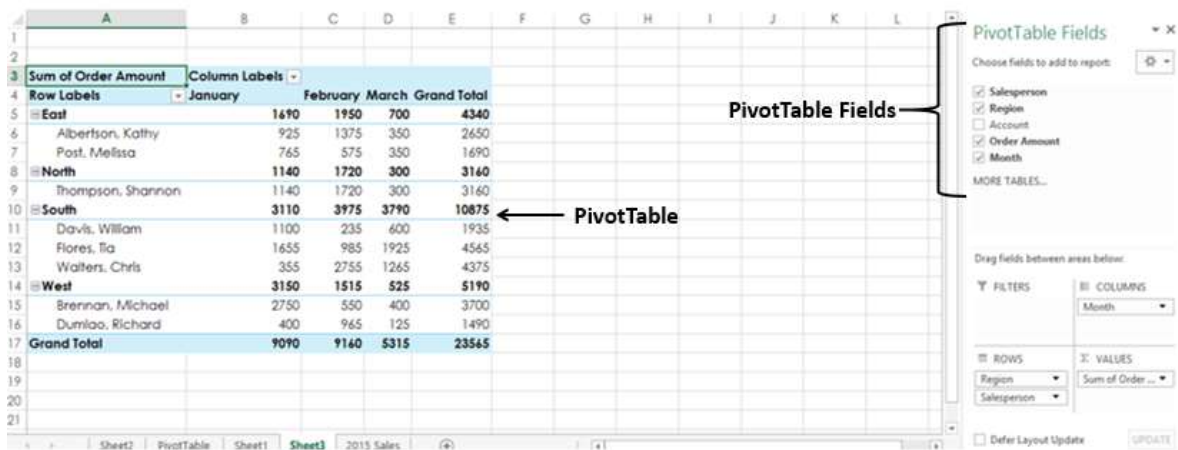 A B C D E F G H I J K L
1
2
3 Sum of Order Amount Column Labels
4 Row Labels January February March Grand Total
5 East 1690 1950 700 4340
6 Albertson, Kathy 925 1375 350 2650
7 Post, Melissa 765 575 350 1690
8 North 1140 1720 300 3160
9 Thompson, Shannon 1140 1720 300 3160
10 South 3110 3975 3790 10875
11 Davis, William 1100 235 600 1935
12 Flores, Tia 1655 985 1925 4565
13 Walters, Chris 355 2755 1265 4375
14 West 3150 1515 525 5190
15 Brennan, Michael 2750 550 400 3700
16 Dumlao, Richard 400 965 125 1490
17 Grand Total 9090 9160 5315 23565
18
19
20
21
Sheet2 PivotTable Sheet1 Sheet3 2015 Sales
PivotTable
PivotTable Fields
PivotTable Fields
Choose fields to add to report:
Salesperson
Region
Account
Order Amount
Month
MORE TABLES...
Drag fields between areas below:
FILTERS
COLUMNS
Month
ROWS
Region
Salesperson
Σ VALUES
Sum of Order ...
Defer Layout Update UPDATE